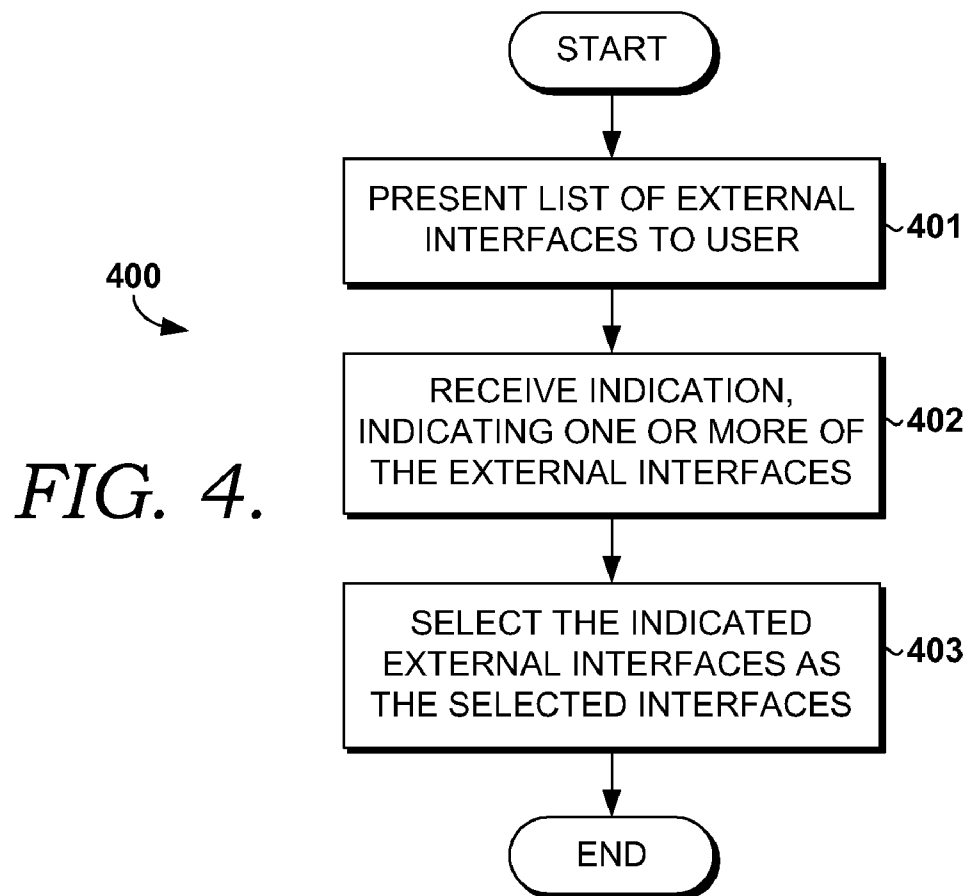 START
PRESENT LIST OF EXTERNAL
INTERFACES TO USER
401
400
RECEIVE INDICATION,
INDICATING ONE OR MORE OF
THE EXTERNAL INTERFACES
402
FIG. 4.
SELECT THE INDICATED
EXTERNAL INTERFACES AS
THE SELECTED INTERFACES
403
END